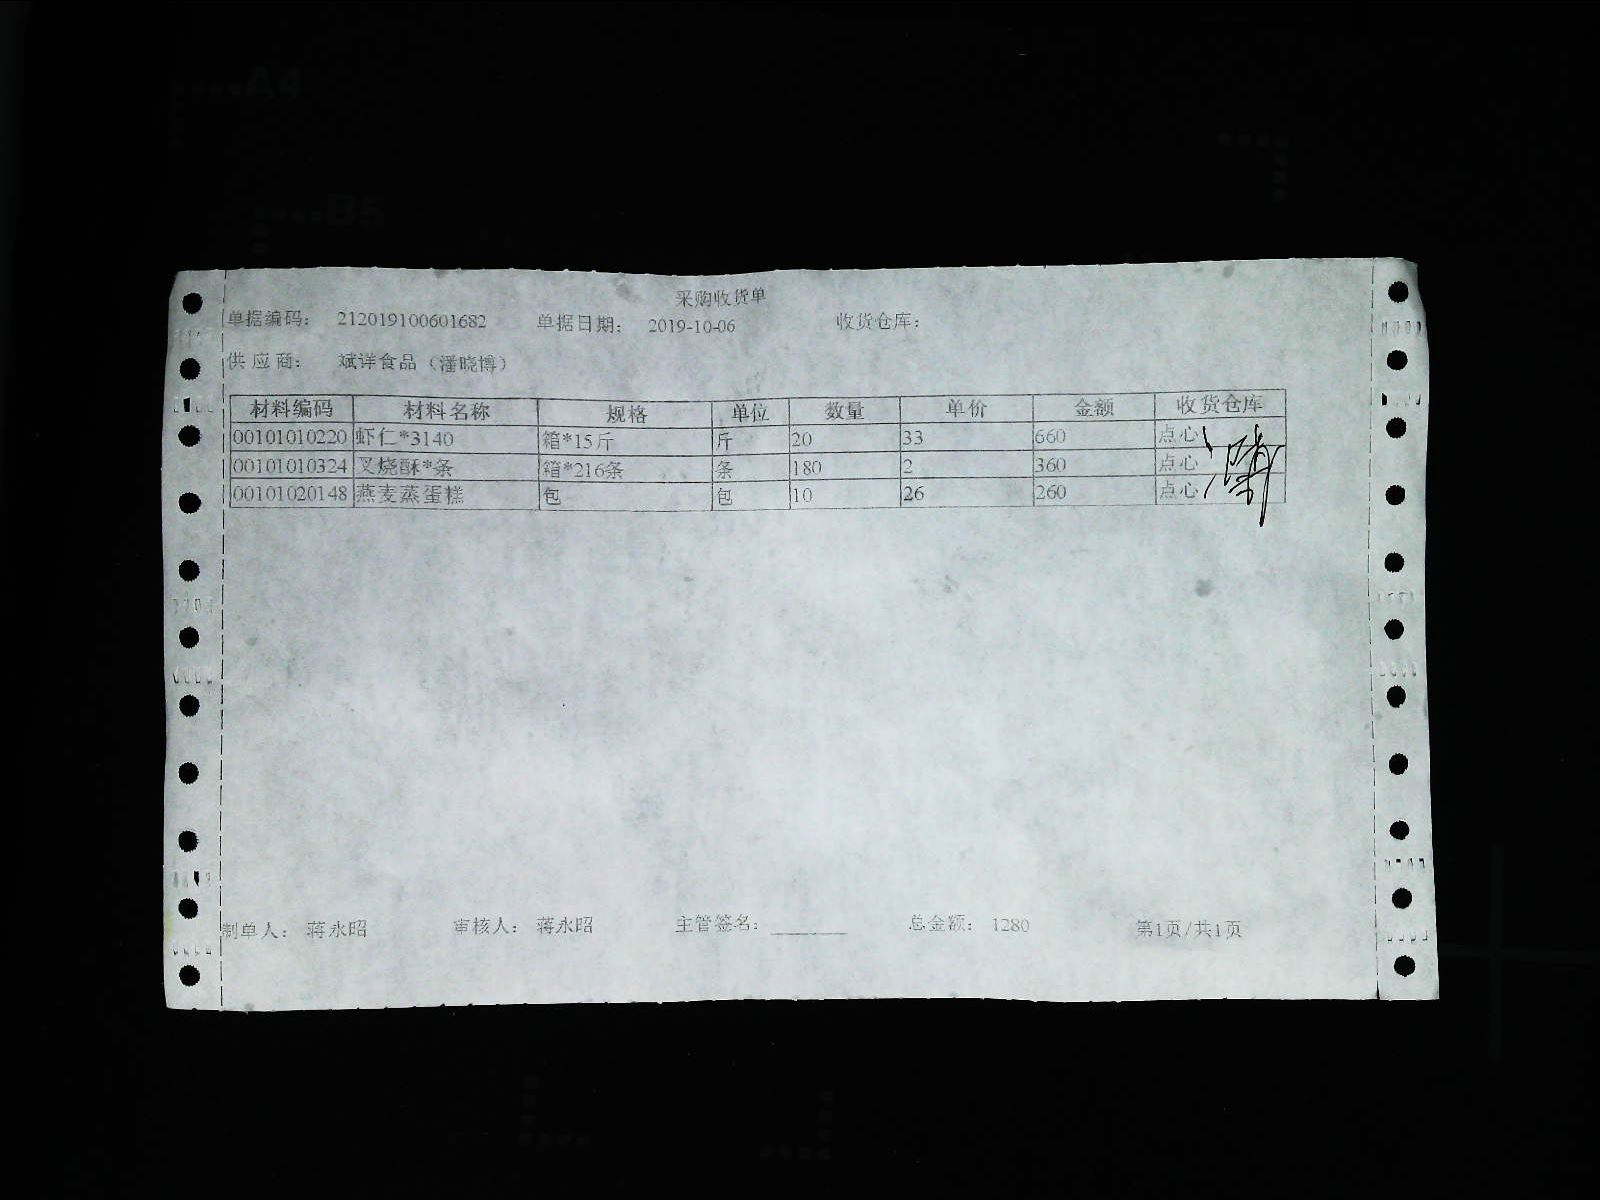 采购收货单
单据编码： 212019100601682 单据日期： 2019-10-06 收货仓库：
供应商： 斌详食品（潘晓博）
材料编码 材料名称 规格 单位 数量 单价 金额 收货仓库
00101010220 虾仁*3140 箱*15斤 斤 20 33 660 点心
00101010324 叉烧酥*条 箱*216条 条 180 2 360 点心
00101020148 燕麦蒸蛋糕 包 包 10 26 260 点心
制单人： 蒋永昭 审核人： 蒋永昭 主管签名：______ 总金额： 1280 第1页/共1页